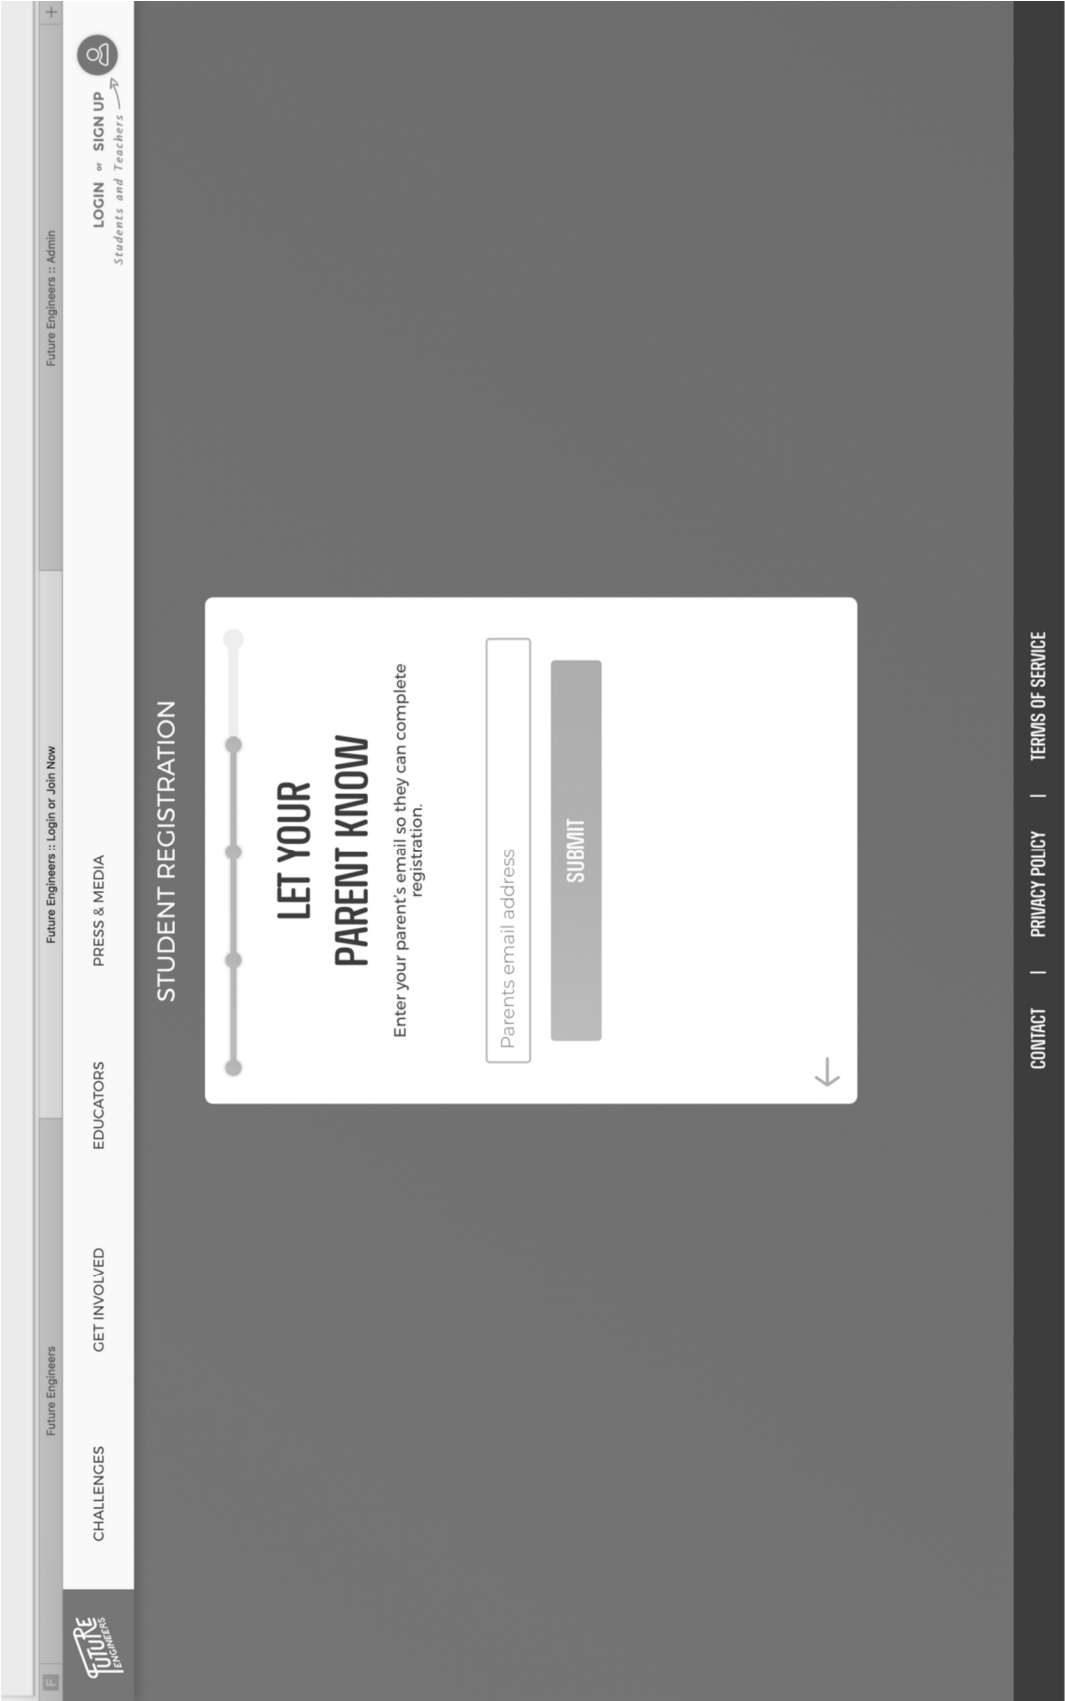 F
Future Engineers
Future Engineers :: Login or Join Now
Future Engineers :: Admin
+
FUTURE
ENGINEERS
CHALLENGES
GET INVOLVED
EDUCATORS
PRESS & MEDIA
LOGIN or SIGN UP
Students and Teachers
STUDENT REGISTRATION
LET YOUR
PARENT KNOW
Enter your parent's email so they can complete
registration.
Parents email address
SUBMIT
CONTACT | PRIVACY POLICY | TERMS OF SERVICE